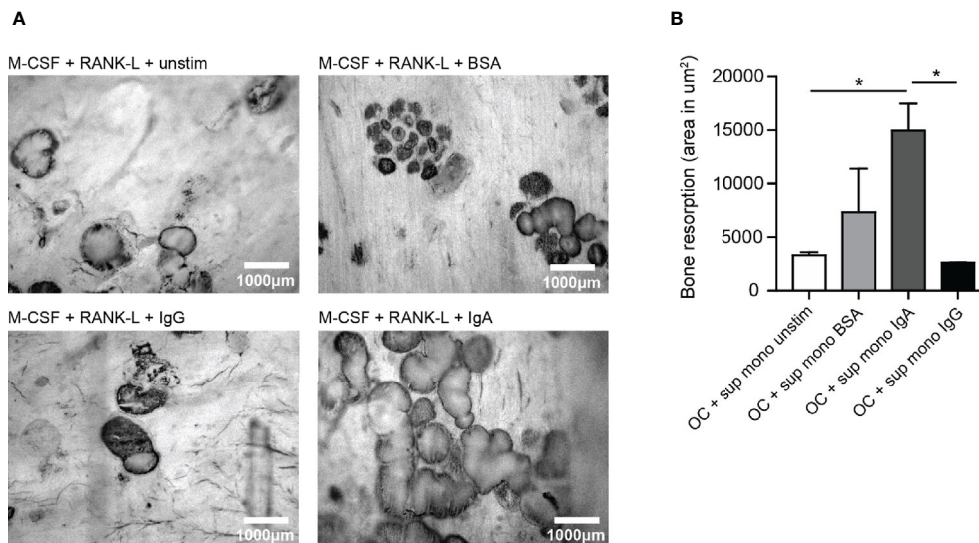 A
M-CSF + RANK-L + unstim
1000µm
M-CSF + RANK-L + BSA
1000µm
M-CSF + RANK-L + IgG
1000µm
M-CSF + RANK-L + IgA
1000µm
B
Bone resorption (area in um²)
20000
15000
10000
5000
0
*
*
OC + sup mono unstim
OC + sup mono BSA
OC + sup mono IgA
OC + sup mono IgG